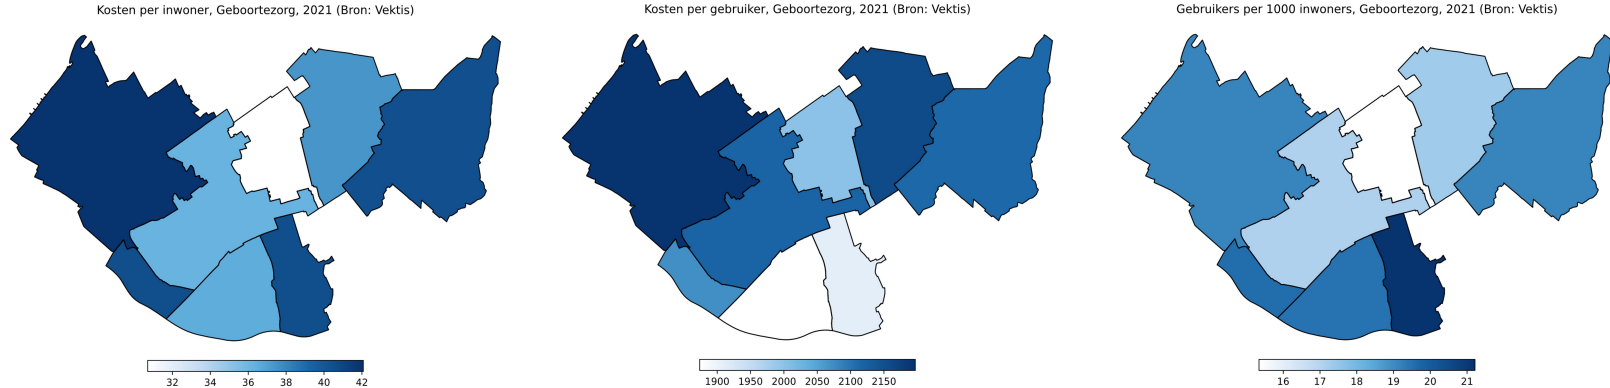 Kosten per inwoner, Geboortezorg, 2021 (Bron: Vektis)
32 34 36 38 40 42
Kosten per gebruiker, Geboortezorg, 2021 (Bron: Vektis)
1900 1950 2000 2050 2100 2150
Gebruikers per 1000 inwoners, Geboortezorg, 2021 (Bron: Vektis)
16 17 18 19 20 21